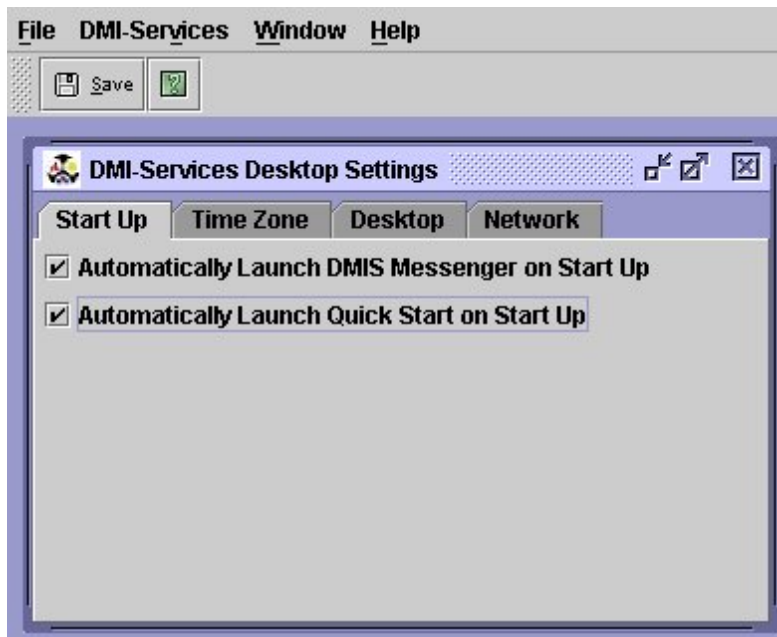 File DMI-Services Window Help
Save
DMI-Services Desktop Settings
Start Up Time Zone Desktop Network
Automatically Launch DMIS Messenger on Start Up
Automatically Launch Quick Start on Start Up